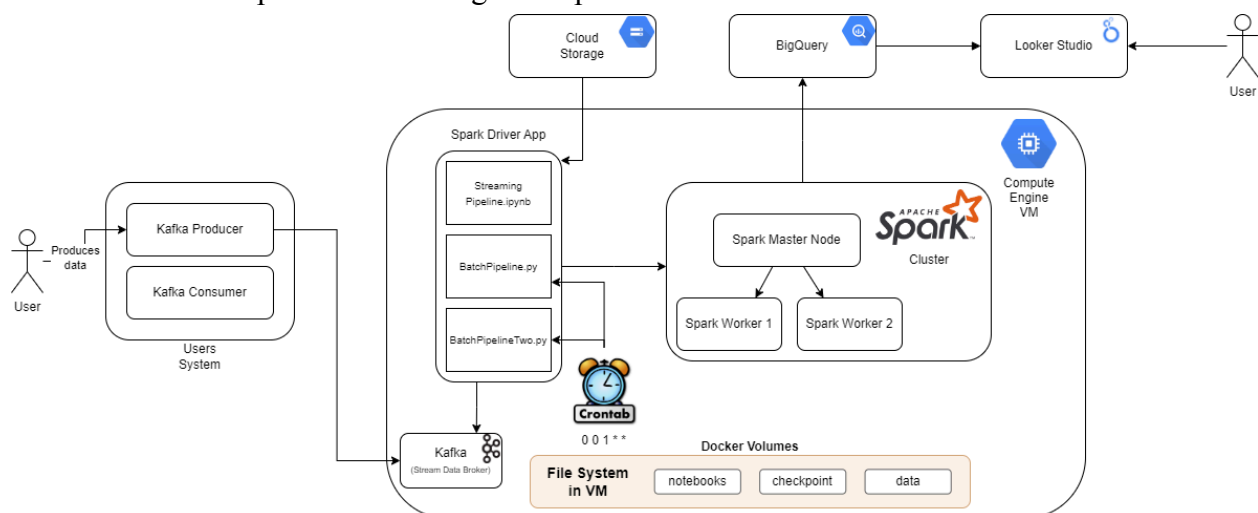 Cloud
Storage
BigQuery
Looker Studio
User
Spark Driver App
Streaming
Pipeline.ipynb
Compute
Engine
VM
Kafka Producer
Kafka Consumer
Produces
data
User
Users
System
BatchPipeline.py
BatchPipelineTwo.py
APACHE
Spark
TM
Cluster
Spark Master Node
Spark Worker 1
Spark Worker 2
Crontab
0 0 1 * *
Kafka
(Stream Data Broker)
Docker Volumes
File System
in VM
notebooks
checkpoint
data